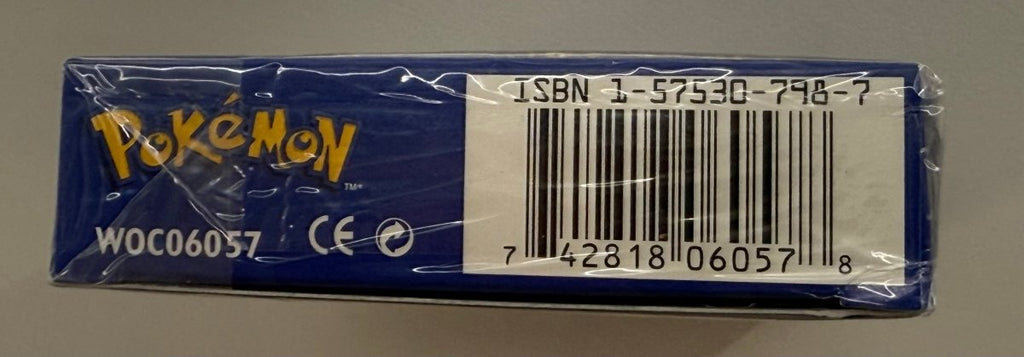 POKéMON
TM*
WOC06057
CE
ISBN 1-57530-798-7
7 42818 06057 8